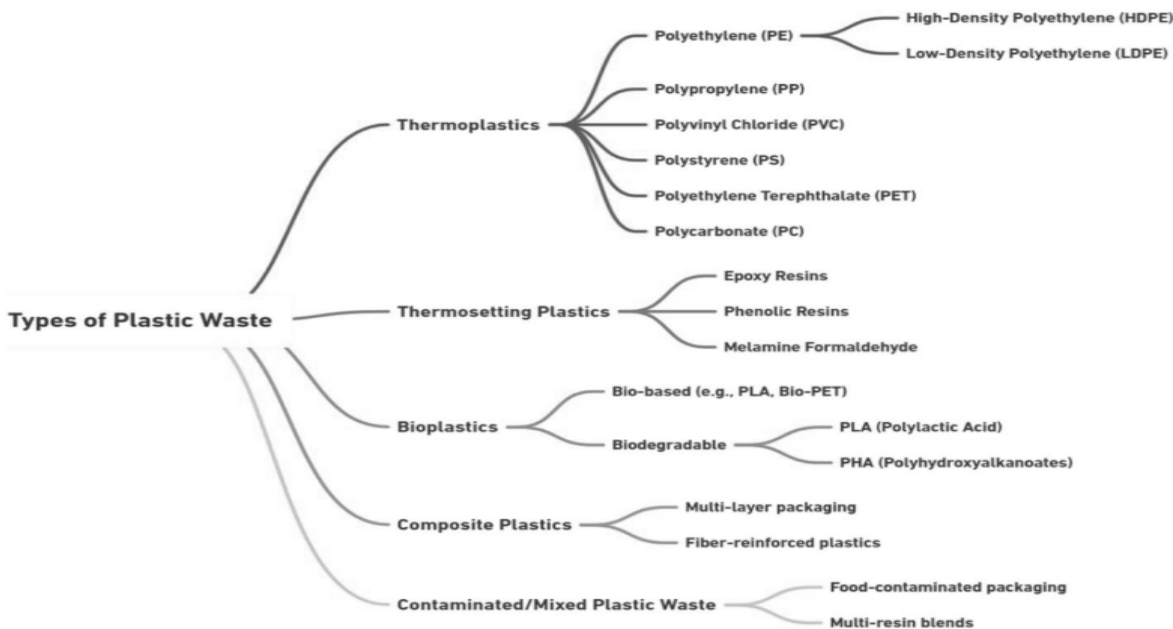 Types of Plastic Waste
Thermoplastics
Polyethylene (PE)
High-Density Polyethylene (HDPE)
Low-Density Polyethylene (LDPE)
Polypropylene (PP)
Polyvinyl Chloride (PVC)
Polystyrene (PS)
Polyethylene Terephthalate (PET)
Polycarbonate (PC)
Thermosetting Plastics
Epoxy Resins
Phenolic Resins
Melamine Formaldehyde
Bioplastics
Bio-based (e.g., PLA, Bio-PET)
Biodegradable
PLA (Polylactic Acid)
PHA (Polyhydroxyalkanoates)
Composite Plastics
Multi-layer packaging
Fiber-reinforced plastics
Contaminated/Mixed Plastic Waste
Food-contaminated packaging
Multi-resin blends